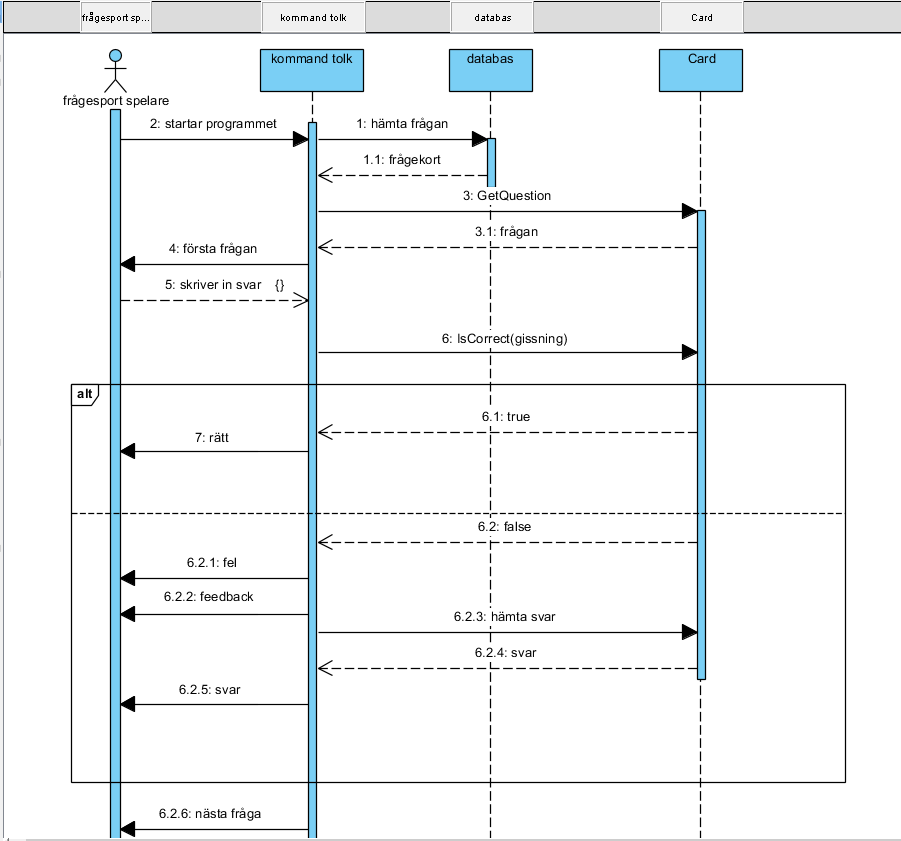 frågesport sp...
kommand tolk
databas
Card
kommand tolk
databas
Card
frågesport spelare
2: startar programmet
1: hämta frågan
1.1: frågekort
3: GetQuestion
3.1: frågan
4: första frågan
5: skriver in svar {}
6: IsCorrect(gissning)
alt
6.1: true
7: rätt
6.2: false
6.2.1: fel
6.2.2: feedback
6.2.3: hämta svar
6.2.4: svar
6.2.5: svar
6.2.6: nästa fråga